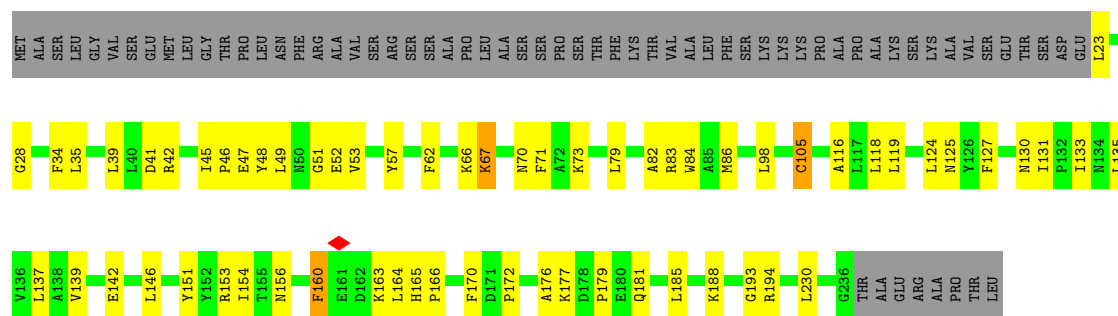 MET ALA SER LEU GLY VAL SER GLU MET LEU GLY THR PRO LEU ASN PHE ARG ALA VAL SER ARG SER SER ALA PRO LEU ALA SER SER PRO SER THR PHE LYS THR VAL ALA LEU PHE SER LYS LYS LYS PRO ALA PRO ALA LYS SER LYS ALA VAL SER GLU THR SER ASP GLU L23
G28 F34 L35 L39 L40 D41 R42 I45 P46 E47 Y48 L49 N50 G51 E52 V53 Y57 F62 K66 K67 N70 F71 A72 K73 L79 A82 R83 W84 A85 M86 L98 C105 A116 L117 L118 L119 L124 N125 Y126 F127 N130 I131 P132 I133 N134 L135
V136 L137 A138 V139 E142 L146 Y151 Y152 R153 I154 T155 N156 F160 E161 D162 K163 L164 H165 P166 F170 D171 P172 A176 K177 D178 P179 E180 Q181 L185 K188 G193 R194 L230 G236 THR ALA GLU ARG ALA PRO THR LEU